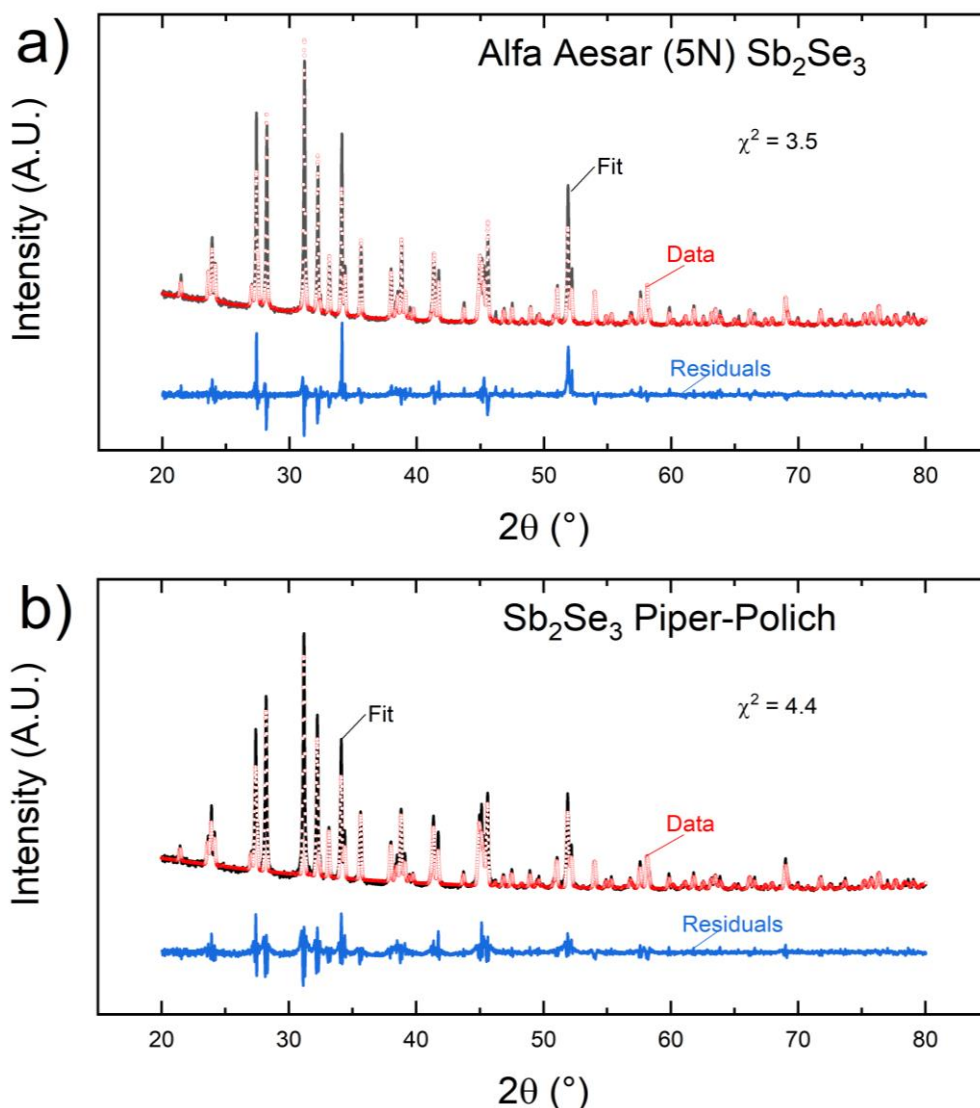 a)
Alfa Aesar (5N) Sb₂Se₃
χ² = 3.5
Fit
Data
Residuals
Intensity (A.U.)
20 30 40 50 60 70 80
2θ (°)
b)
Sb₂Se₃ Piper-Polich
χ² = 4.4
Fit
Data
Residuals
Intensity (A.U.)
20 30 40 50 60 70 80
2θ (°)